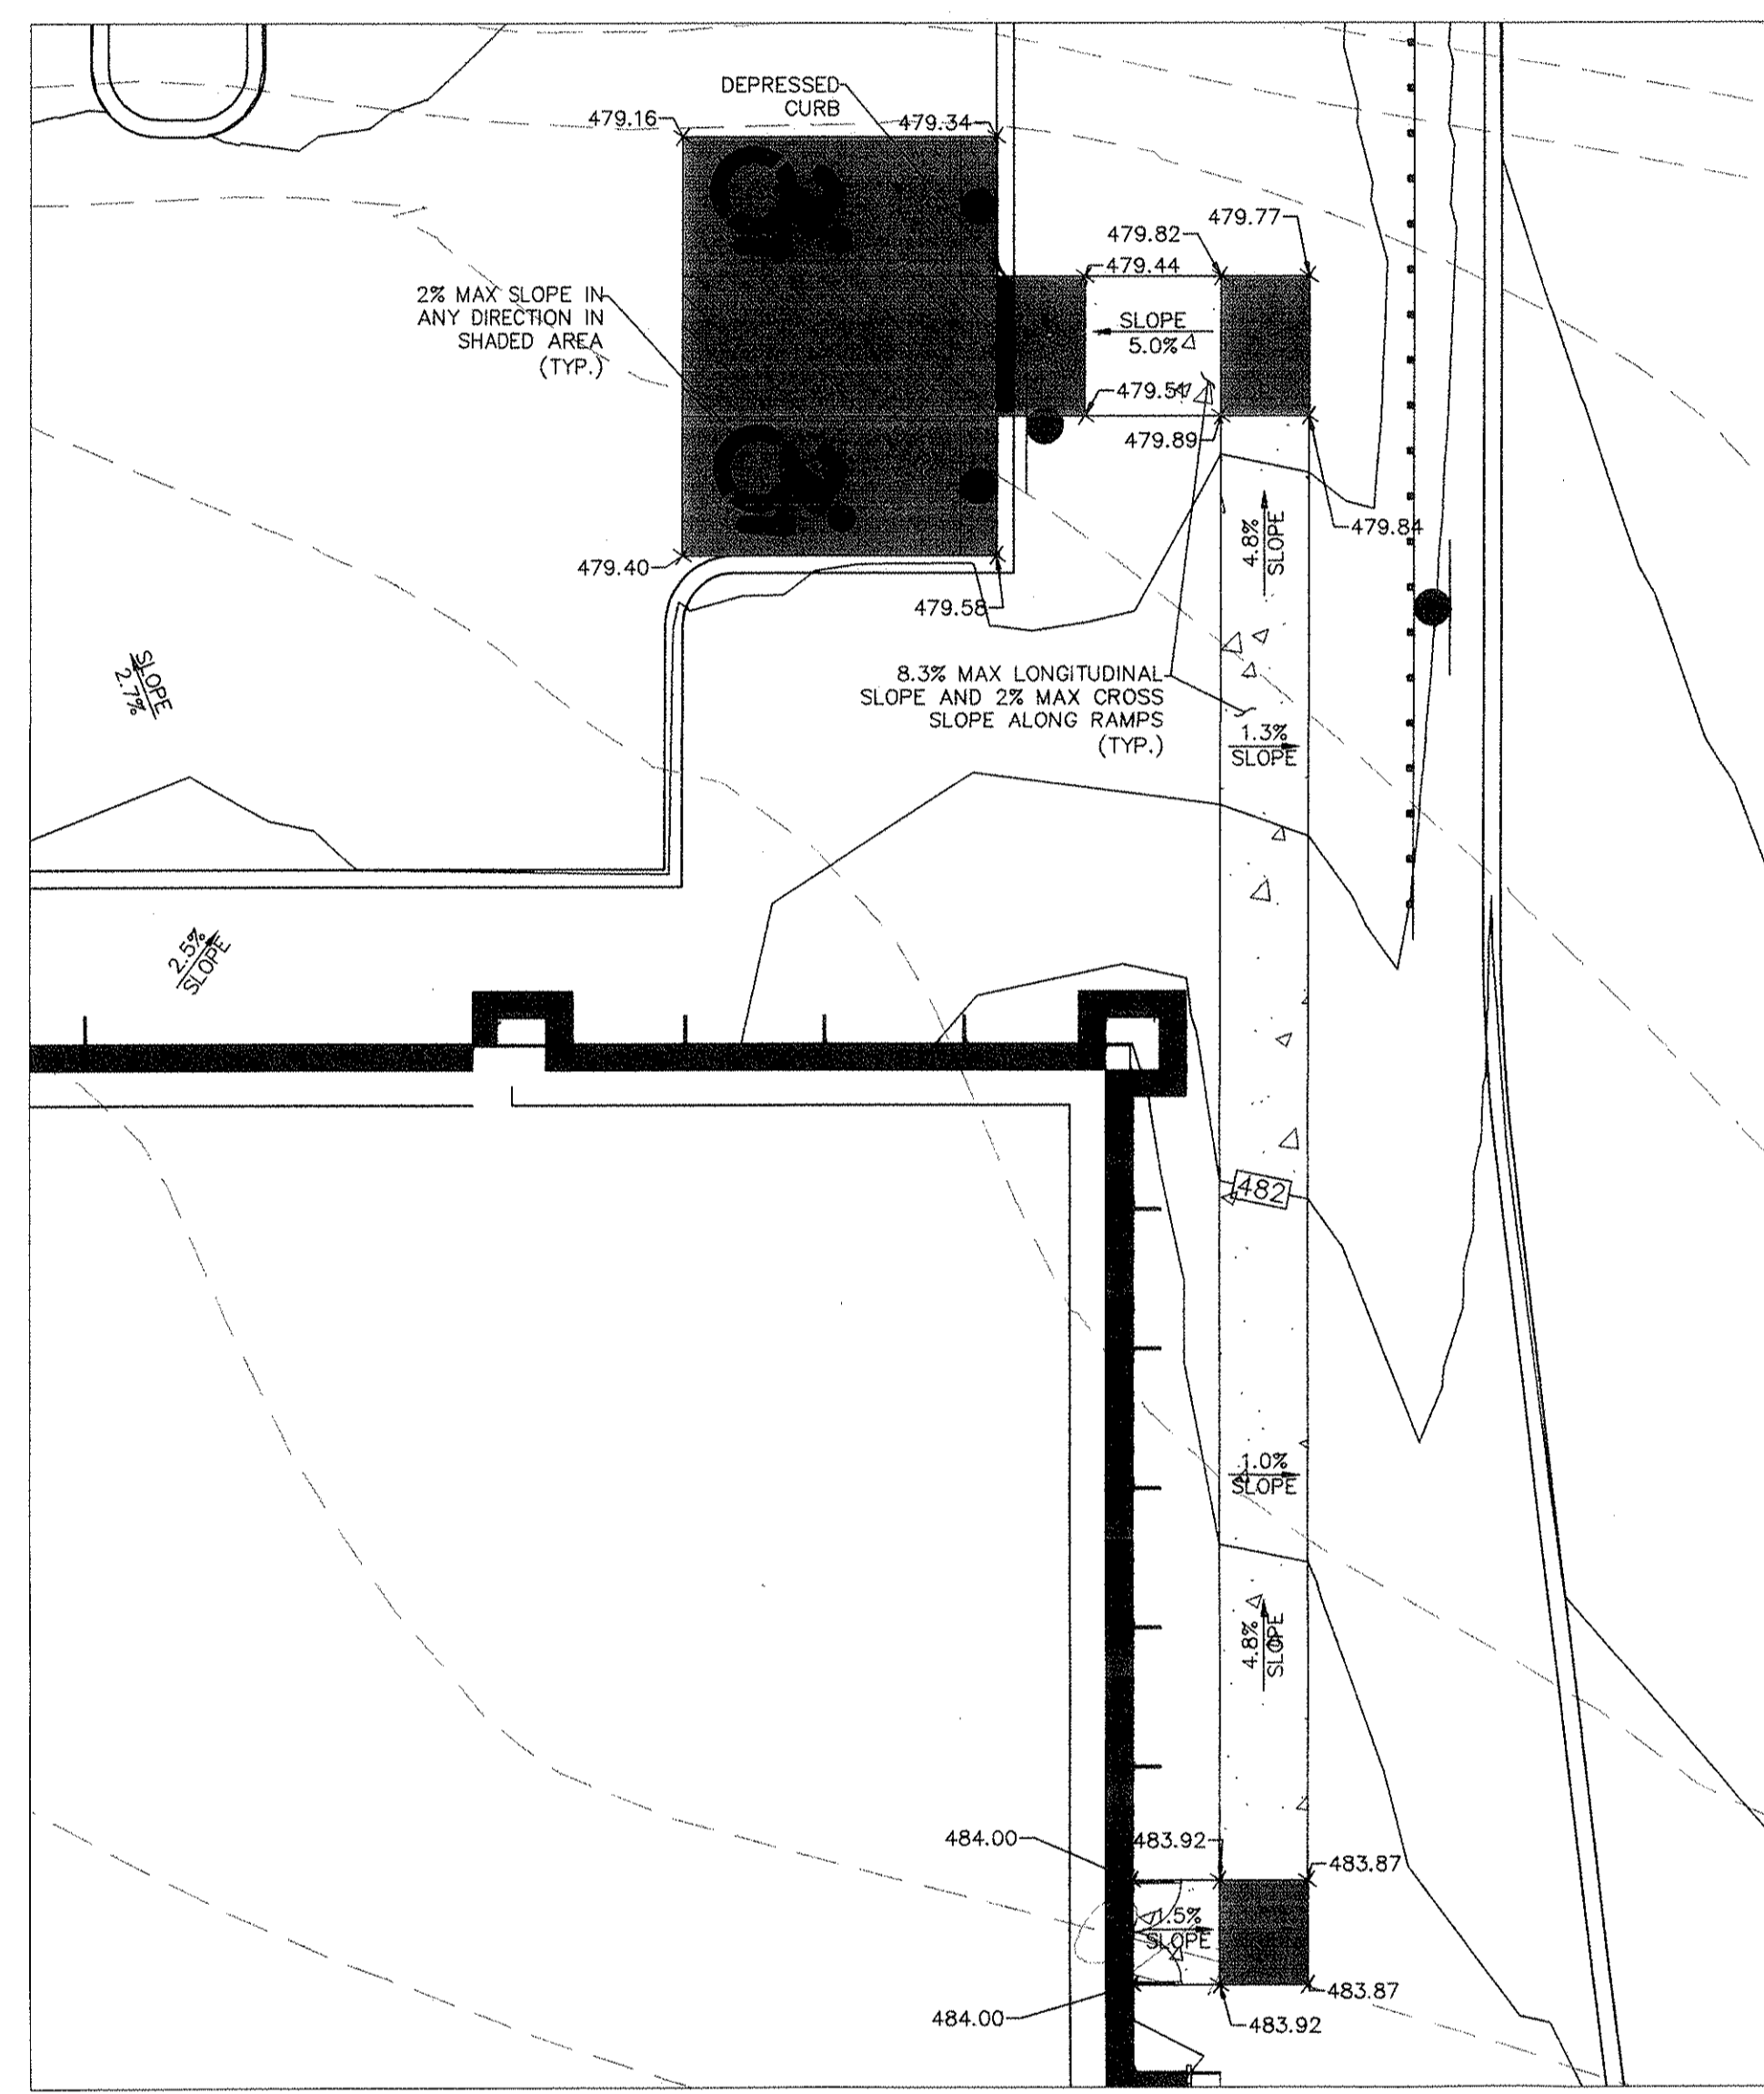 DEPRESSED
CURB
479.16
479.34
479.77
479.82
479.44
2% MAX SLOPE IN
ANY DIRECTION IN
SHADED AREA
(TYP.)
SLOPE
5.0%
479.51
479.89
479.84
4.8%
SLOPE
479.40
479.58
SLOPE
2.7%
8.3% MAX LONGITUDINAL
SLOPE AND 2% MAX CROSS
SLOPE ALONG RAMPS
(TYP.)
1.3%
SLOPE
2.5%
SLOPE
482
1.0%
SLOPE
4.8%
SLOPE
484.00
483.92
483.87
1.5%
SLOPE
483.87
484.00
483.92